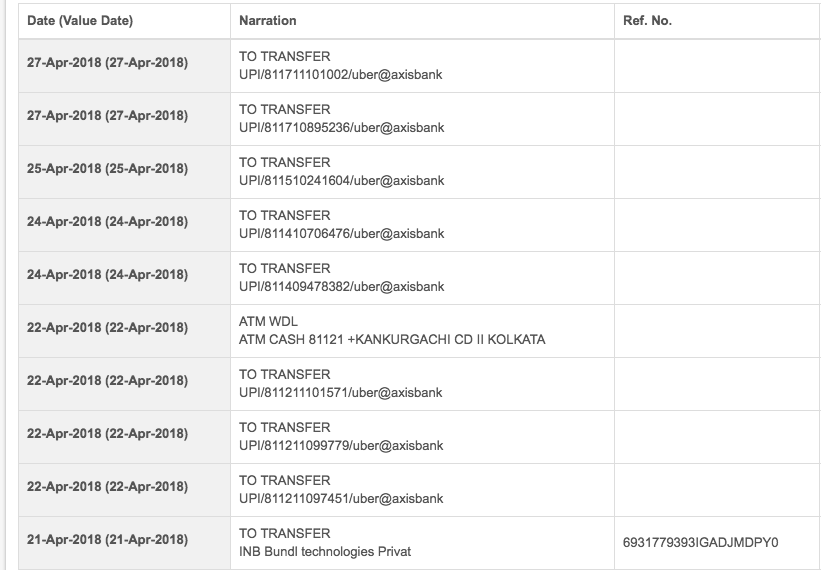 Date (Value Date) Narration Ref. No.
27-Apr-2018 (27-Apr-2018) TO TRANSFER
UPI/811711101002/uber@axisbank
27-Apr-2018 (27-Apr-2018) TO TRANSFER
UPI/811710895236/uber@axisbank
25-Apr-2018 (25-Apr-2018) TO TRANSFER
UPI/811510241604/uber@axisbank
24-Apr-2018 (24-Apr-2018) TO TRANSFER
UPI/811410706476/uber@axisbank
24-Apr-2018 (24-Apr-2018) TO TRANSFER
UPI/811409478382/uber@axisbank
22-Apr-2018 (22-Apr-2018) ATM WDL
ATM CASH 81121 +KANKURGACHI CD II KOLKATA
22-Apr-2018 (22-Apr-2018) TO TRANSFER
UPI/811211101571/uber@axisbank
22-Apr-2018 (22-Apr-2018) TO TRANSFER
UPI/811211099779/uber@axisbank
22-Apr-2018 (22-Apr-2018) TO TRANSFER
UPI/811211097451/uber@axisbank
21-Apr-2018 (21-Apr-2018) TO TRANSFER
INB Bundl technologies Privat 6931779393IGADJMDPY0